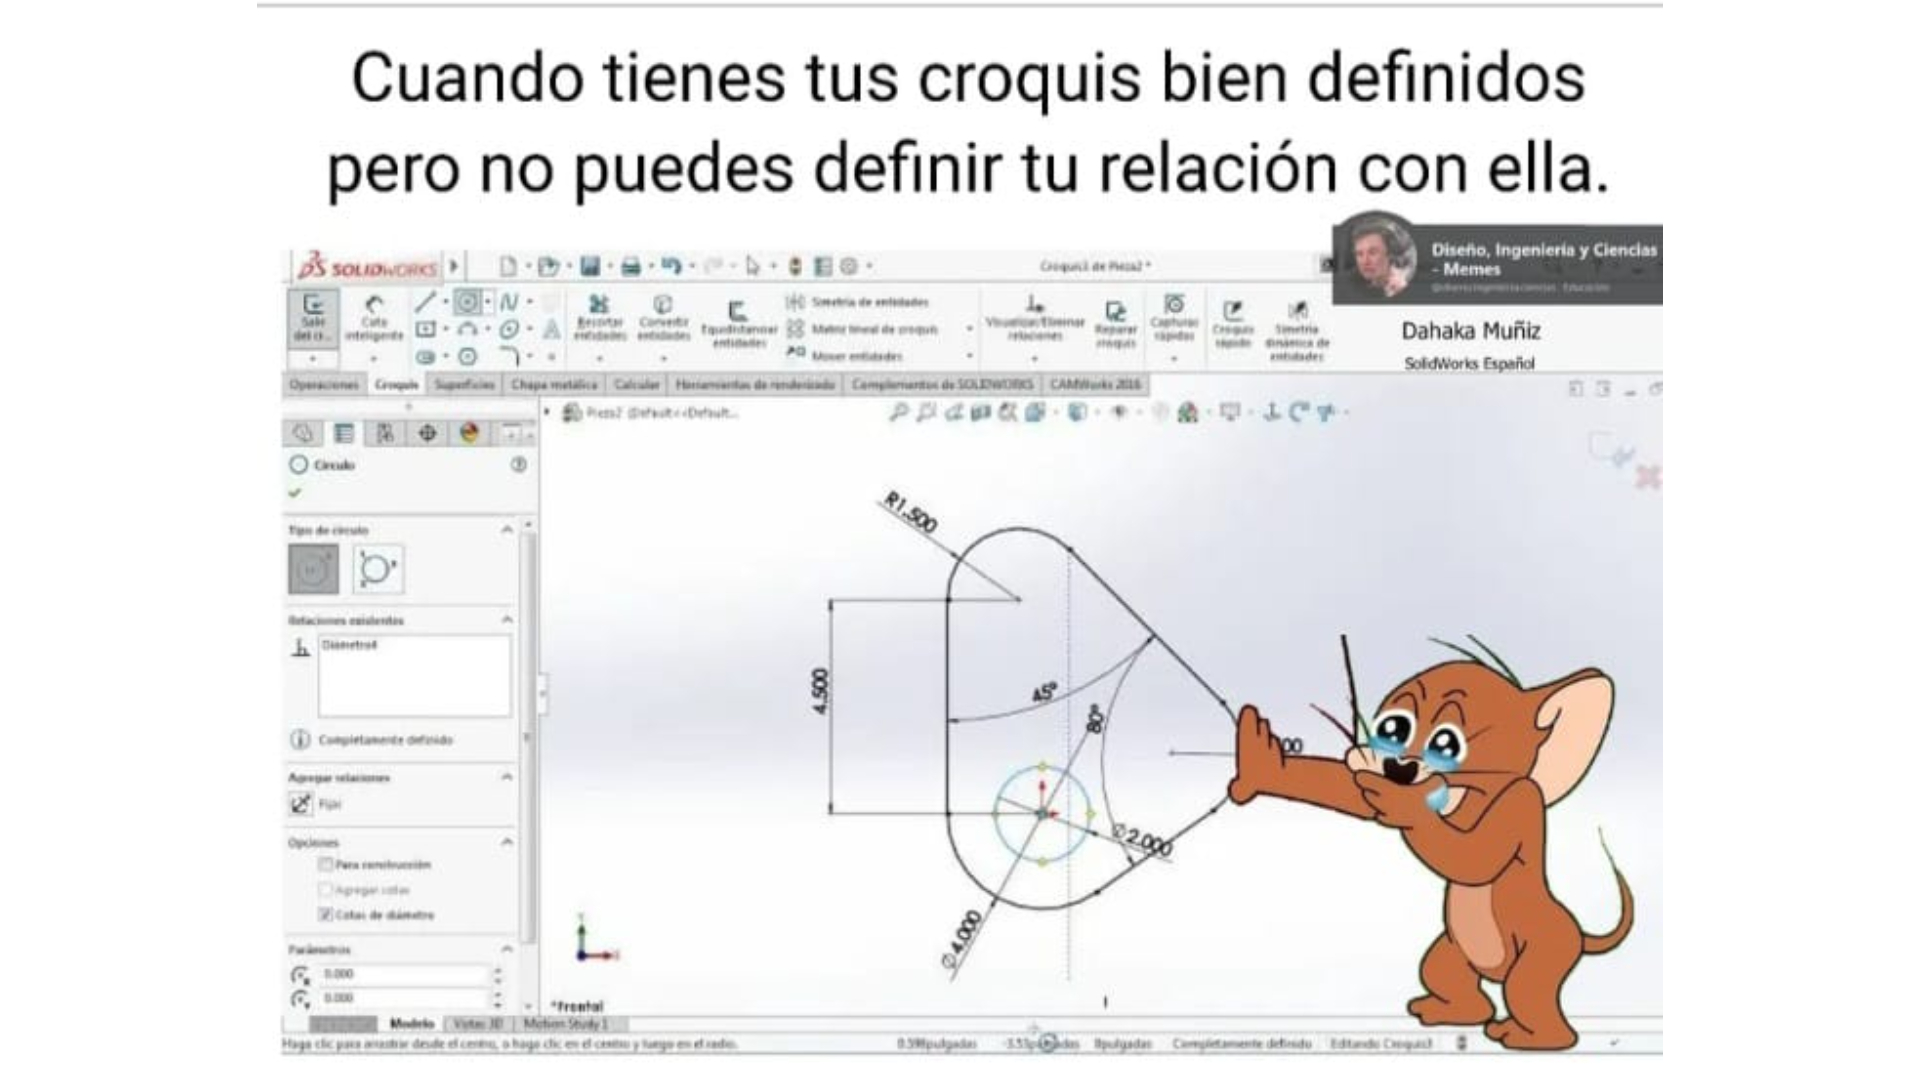 Cuando tienes tus croquis bien definidos
pero no puedes definir tu relación con ella.
Diseño, Ingeniería y Ciencias
- Memes
Dahaka Muñiz
SolidWorks Español
SOLIDWORKS
Croquis3 de Pieza2 *
Simetría de entidades
Salir
del cr...
Cota
inteligente
Recortar
entidades
Convertir
entidades
Equidistanciar
entidades
Matriz lineal de croquis
Visualizar/Eliminar
relaciones
Reparar
croquis
Capturas
rápidas
Croquis
rápido
Simetría
dinámica de
entidades
Mover entidades
Operaciones
Croquis
Superficies
Chapa metálica
Calcular
Herramientas de renderizado
Complementos de SOLIDWORKS
CAMWorks 2016
Pieza2 (Default<<Default...
Círculo
Tipo de círculo
Relaciones existentes
Diámetro4
Completamente definido
Agregar relaciones
Fijar
Opciones
Para construcción
Agregar cotas
Cotas de diámetro
Parámetros
0.000
0.000
R1.500
4.500
45°
80°
00
∅2.000
∅4.000
*Frontal
Modelo
Vistas 3D
Motion Study 1
Haga clic para arrastrar desde el centro, o haga clic en el centro y luego en el radio.
0.598pulgadas
0pulgadas
Completamente definido
Editando Croquis3